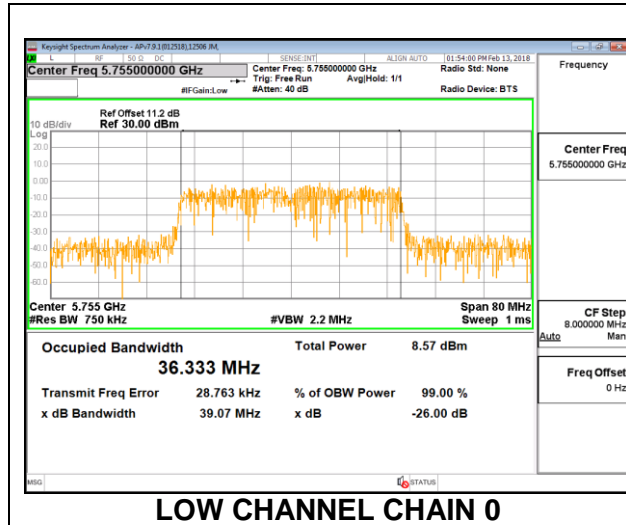 Keysight Spectrum Analyzer - APv7.9.1(012518),12506 JM,
L RF 50 Ω DC SENSE:INT ALIGN AUTO 01:54:00 PM Feb 13, 2018
Center Freq 5.755000000 GHz
Center Freq: 5.755000000 GHz
Radio Std: None
Trig: Free Run Avg|Hold: 1/1
#IFGain:Low #Atten: 40 dB Radio Device: BTS
Frequency
Ref Offset 11.2 dB
10 dB/div Ref 30.00 dBm
Log
20.0
10.0
0.00
-10.0
-20.0
-30.0
-40.0
-50.0
-60.0
Center Freq
5.755000000 GHz
Center 5.755 GHz Span 80 MHz
#Res BW 750 kHz #VBW 2.2 MHz Sweep 1 ms
CF Step
8.000000 MHz
Auto Man
Occupied Bandwidth Total Power 8.57 dBm
36.333 MHz
Transmit Freq Error 28.763 kHz % of OBW Power 99.00 %
x dB Bandwidth 39.07 MHz x dB -26.00 dB
Freq Offset
0 Hz
MSG STATUS
LOW CHANNEL CHAIN 0